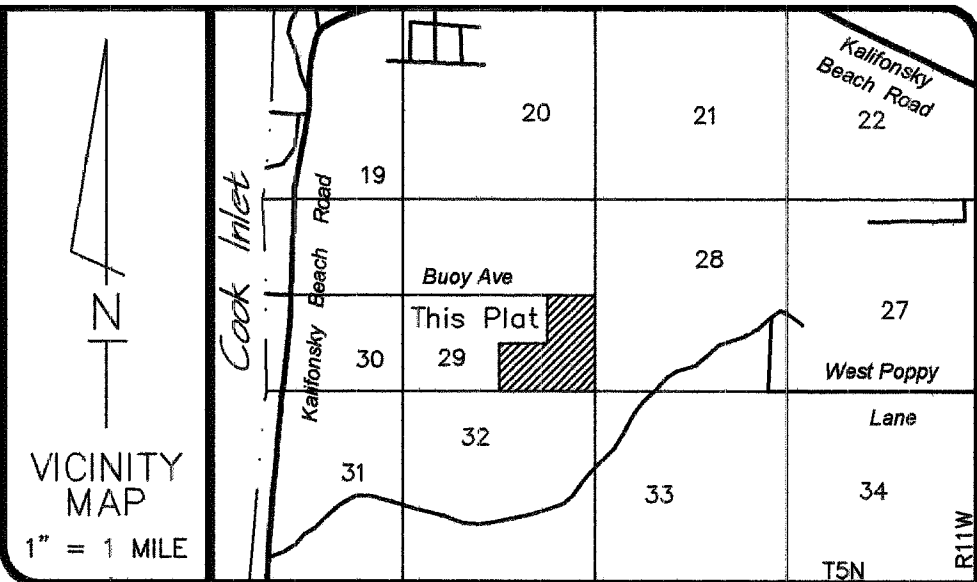 N
VICINITY
MAP
1" = 1 MILE
Cook Inlet
Kalifonsky Beach Road
19
20
21
22
Kalifonsky
Beach Road
Buoy Ave
This Plat
30
29
28
27
West Poppy
Lane
31
32
33
34
T5N
R11W